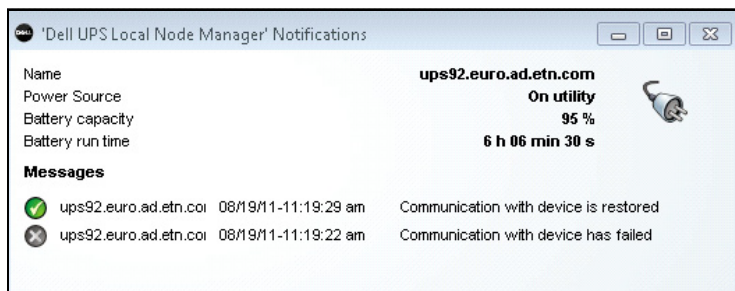 DELL 'Dell UPS Local Node Manager' Notifications
Name ups92.euro.ad.etn.com
Power Source On utility
Battery capacity 95 %
Battery run time 6 h 06 min 30 s
Messages
ups92.euro.ad.etn.coı 08/19/11-11:19:29 am Communication with device is restored
ups92.euro.ad.etn.coı 08/19/11-11:19:22 am Communication with device has failed